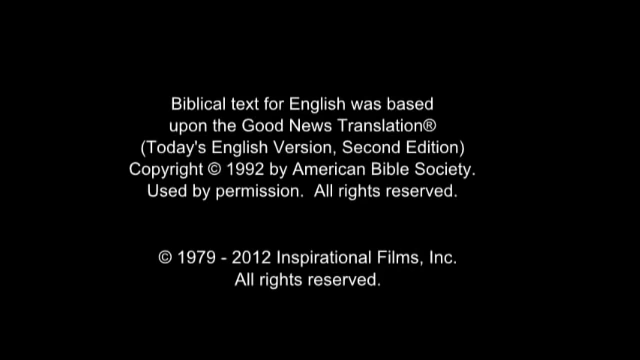 Biblical text for English was based
upon the Good News Translation®
(Today's English Version, Second Edition)
Copyright © 1992 by American Bible Society.
Used by permission.  All rights reserved.
© 1979 - 2012 Inspirational Films, Inc.
All rights reserved.